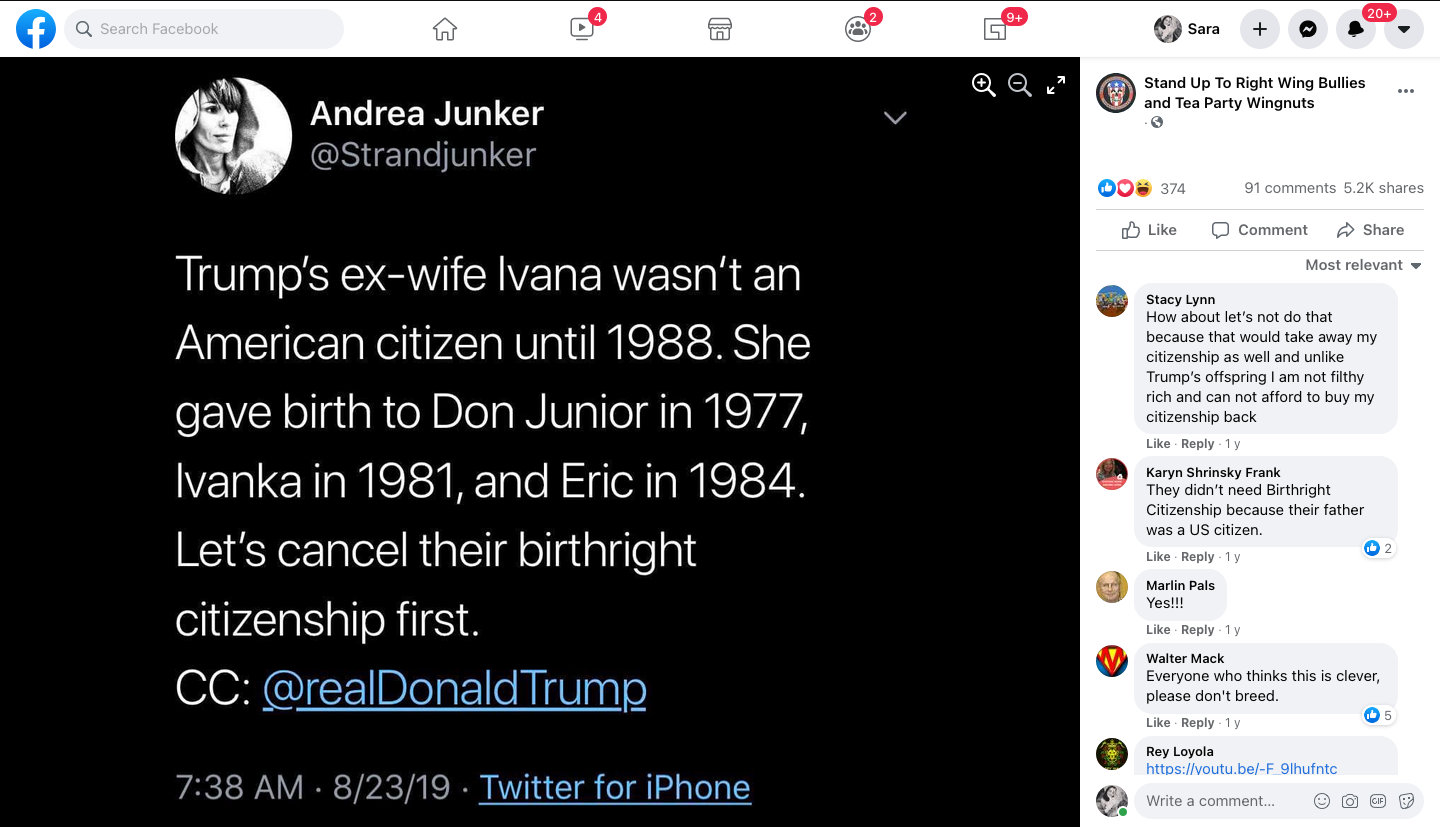 Search Facebook
4
2
9+
Sara
20+
Andrea Junker
@Strandjunker
Trump’s ex-wife Ivana wasn‘t an
American citizen until 1988. She
gave birth to Don Junior in 1977,
Ivanka in 1981, and Eric in 1984.
Let’s cancel their birthright
citizenship first.
CC: @realDonaldTrump
7:38 AM · 8/23/19 · Twitter for iPhone
Stand Up To Right Wing Bullies
and Tea Party Wingnuts
·
374
91 comments 5.2K shares
Like
Comment
Share
Most relevant
Stacy Lynn
How about let’s not do that
because that would take away my
citizenship as well and unlike
Trump’s offspring I am not filthy
rich and can not afford to buy my
citizenship back
Like · Reply · 1 y
Karyn Shrinsky Frank
They didn’t need Birthright
Citizenship because their father
was a US citizen.
2
Like · Reply · 1 y
Marlin Pals
Yes!!!
Like · Reply · 1 y
Walter Mack
Everyone who thinks this is clever,
please don't breed.
5
Like · Reply · 1 y
Rey Loyola
https://youtu.be/-F_9lhufntc
Write a comment...
GIF